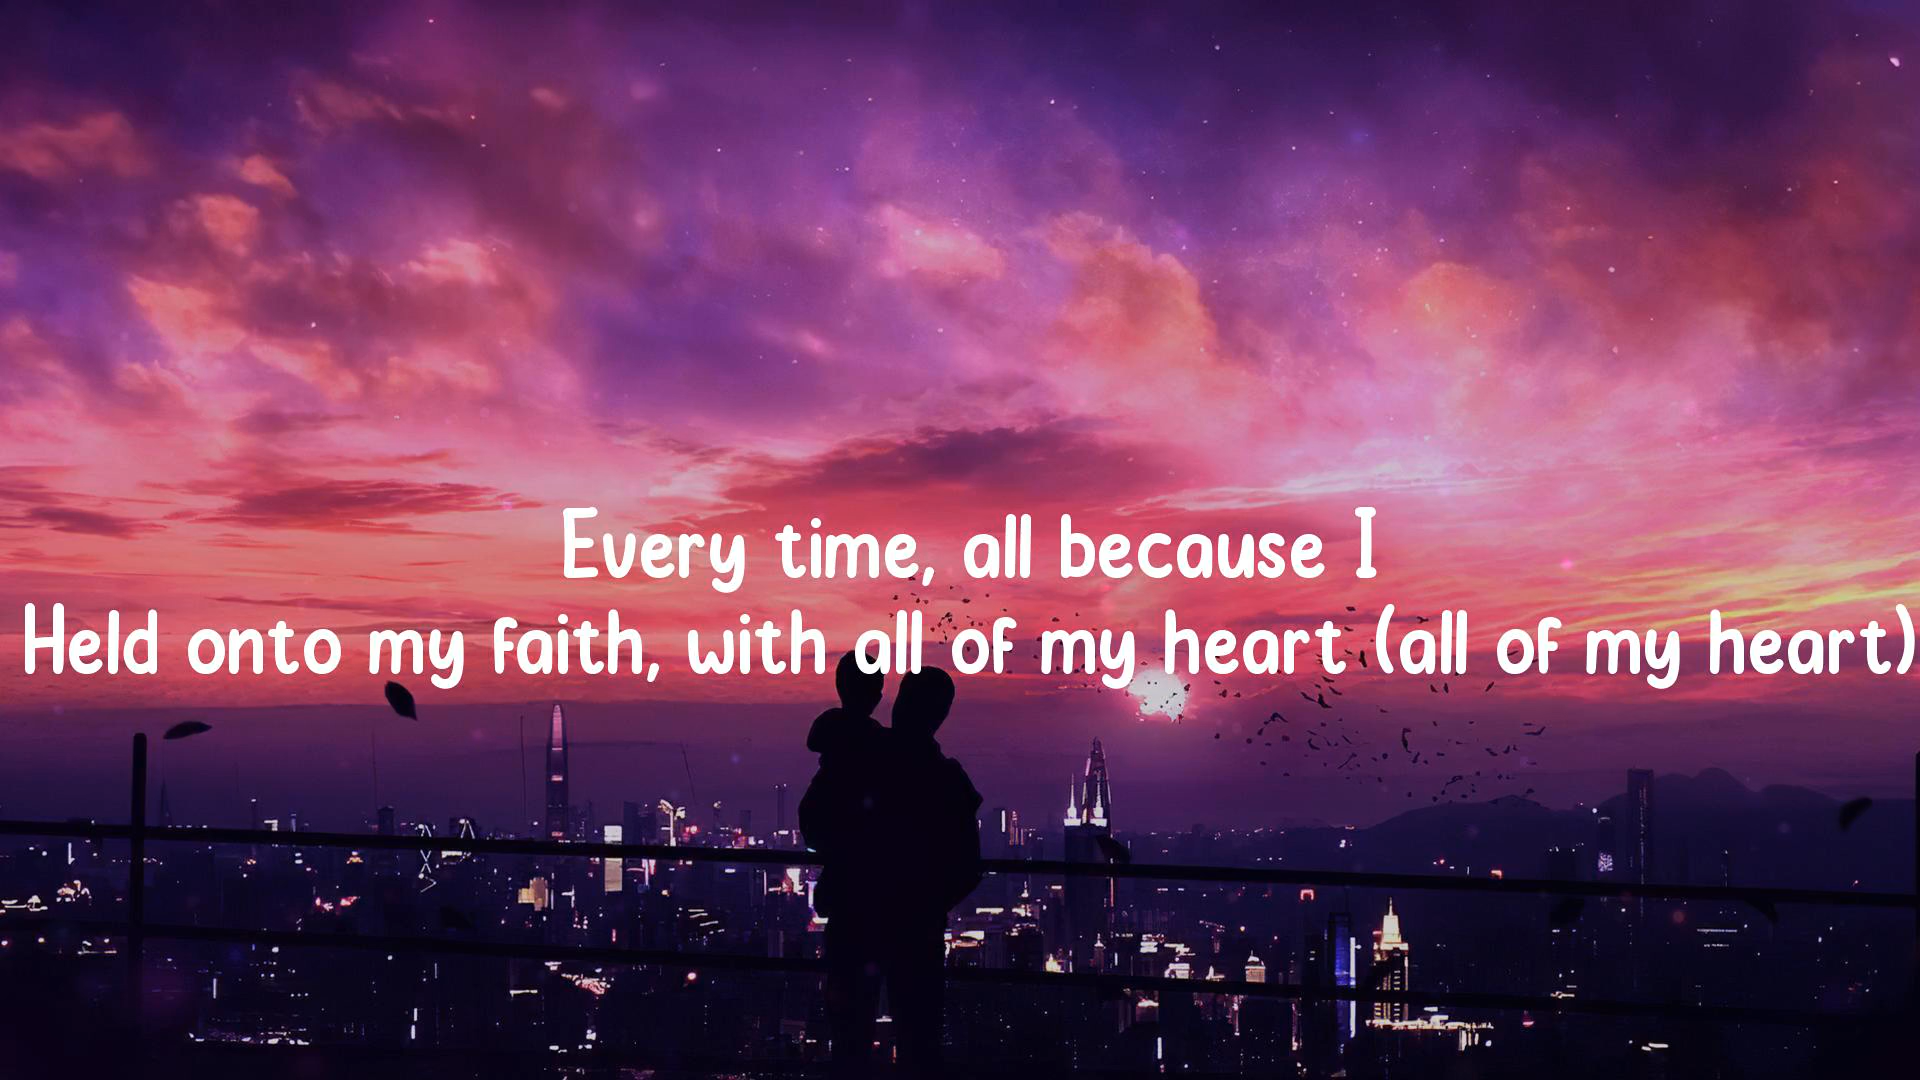 Every time, all because I
Held onto my faith, with all of my heart (all of my heart)